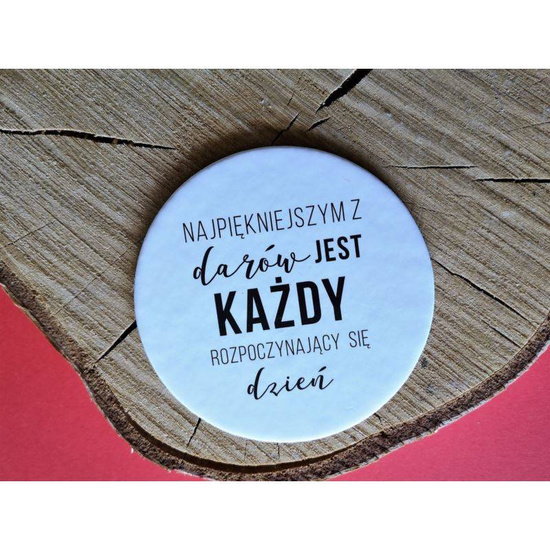 NAJPIĘKNIEJSZYM Z
darów JEST
KAŻDY
ROZPOCZYNAJĄCY SIĘ
dzień